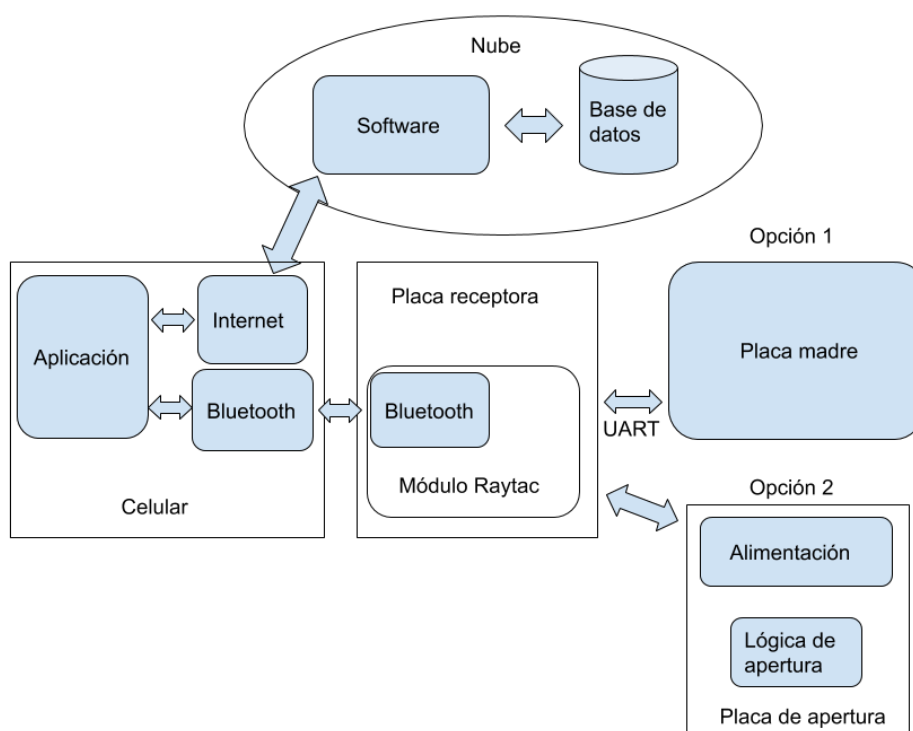 Nube
Software
Base de
datos
Opción 1
Aplicación
Internet
Bluetooth
Celular
Placa receptora
Bluetooth
Módulo Raytac
UART
Placa madre
Opción 2
Alimentación
Lógica de
apertura
Placa de apertura